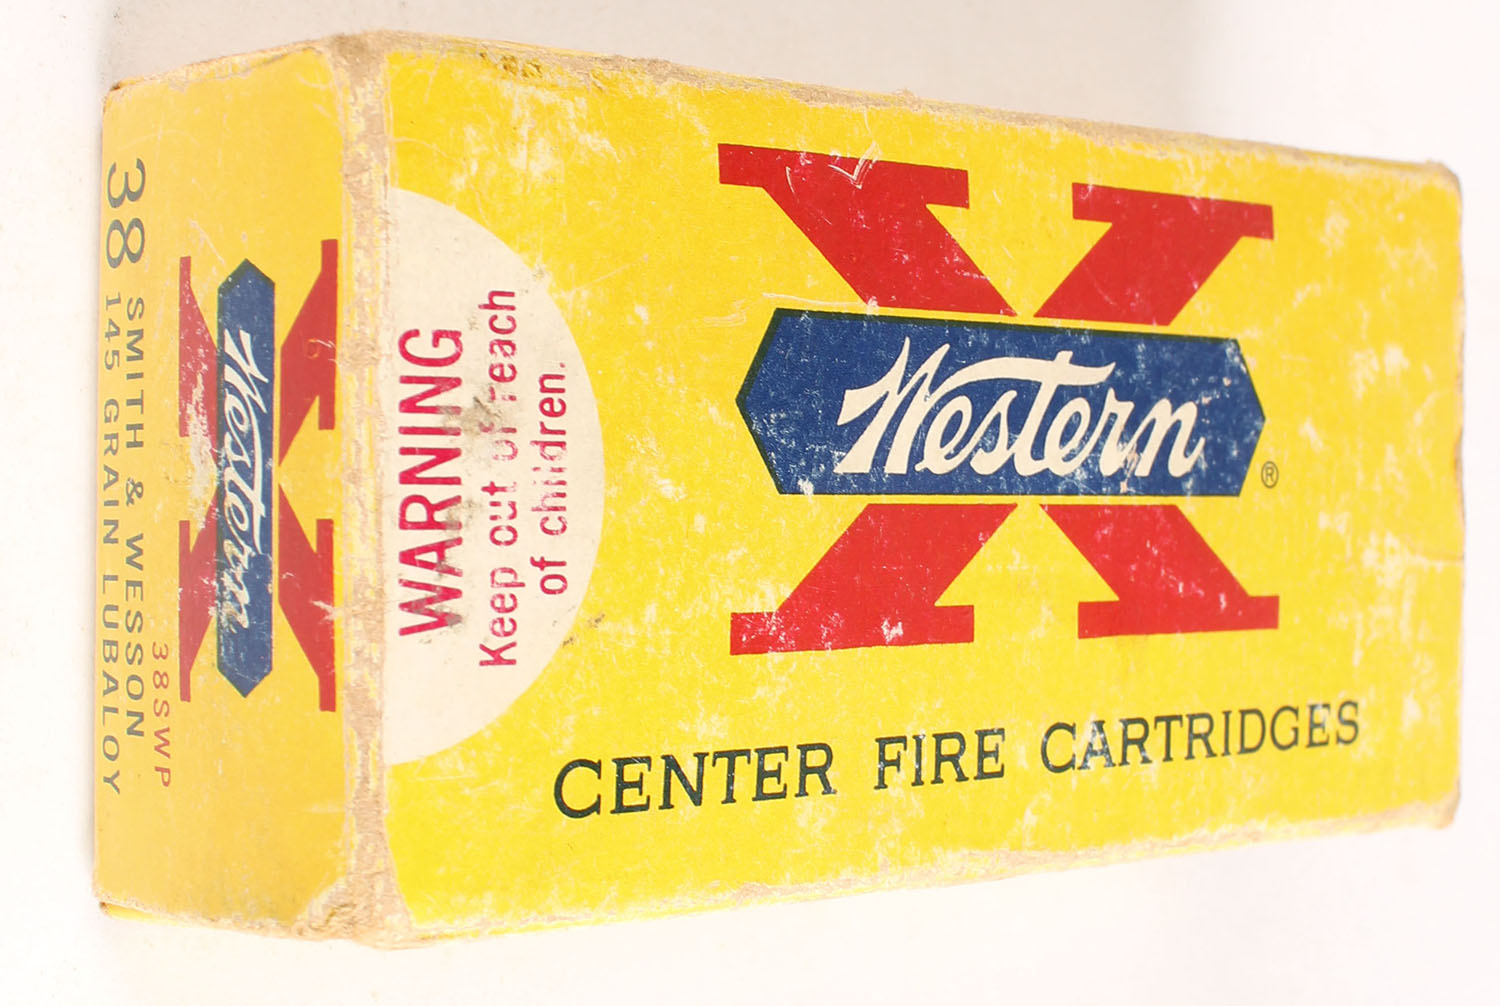 Western
®
CENTER FIRE CARTRIDGES
WARNING
Keep out of reach
of children.
X
Western
38SWP
38 SMITH & WESSON
145 GRAIN LUBALOY